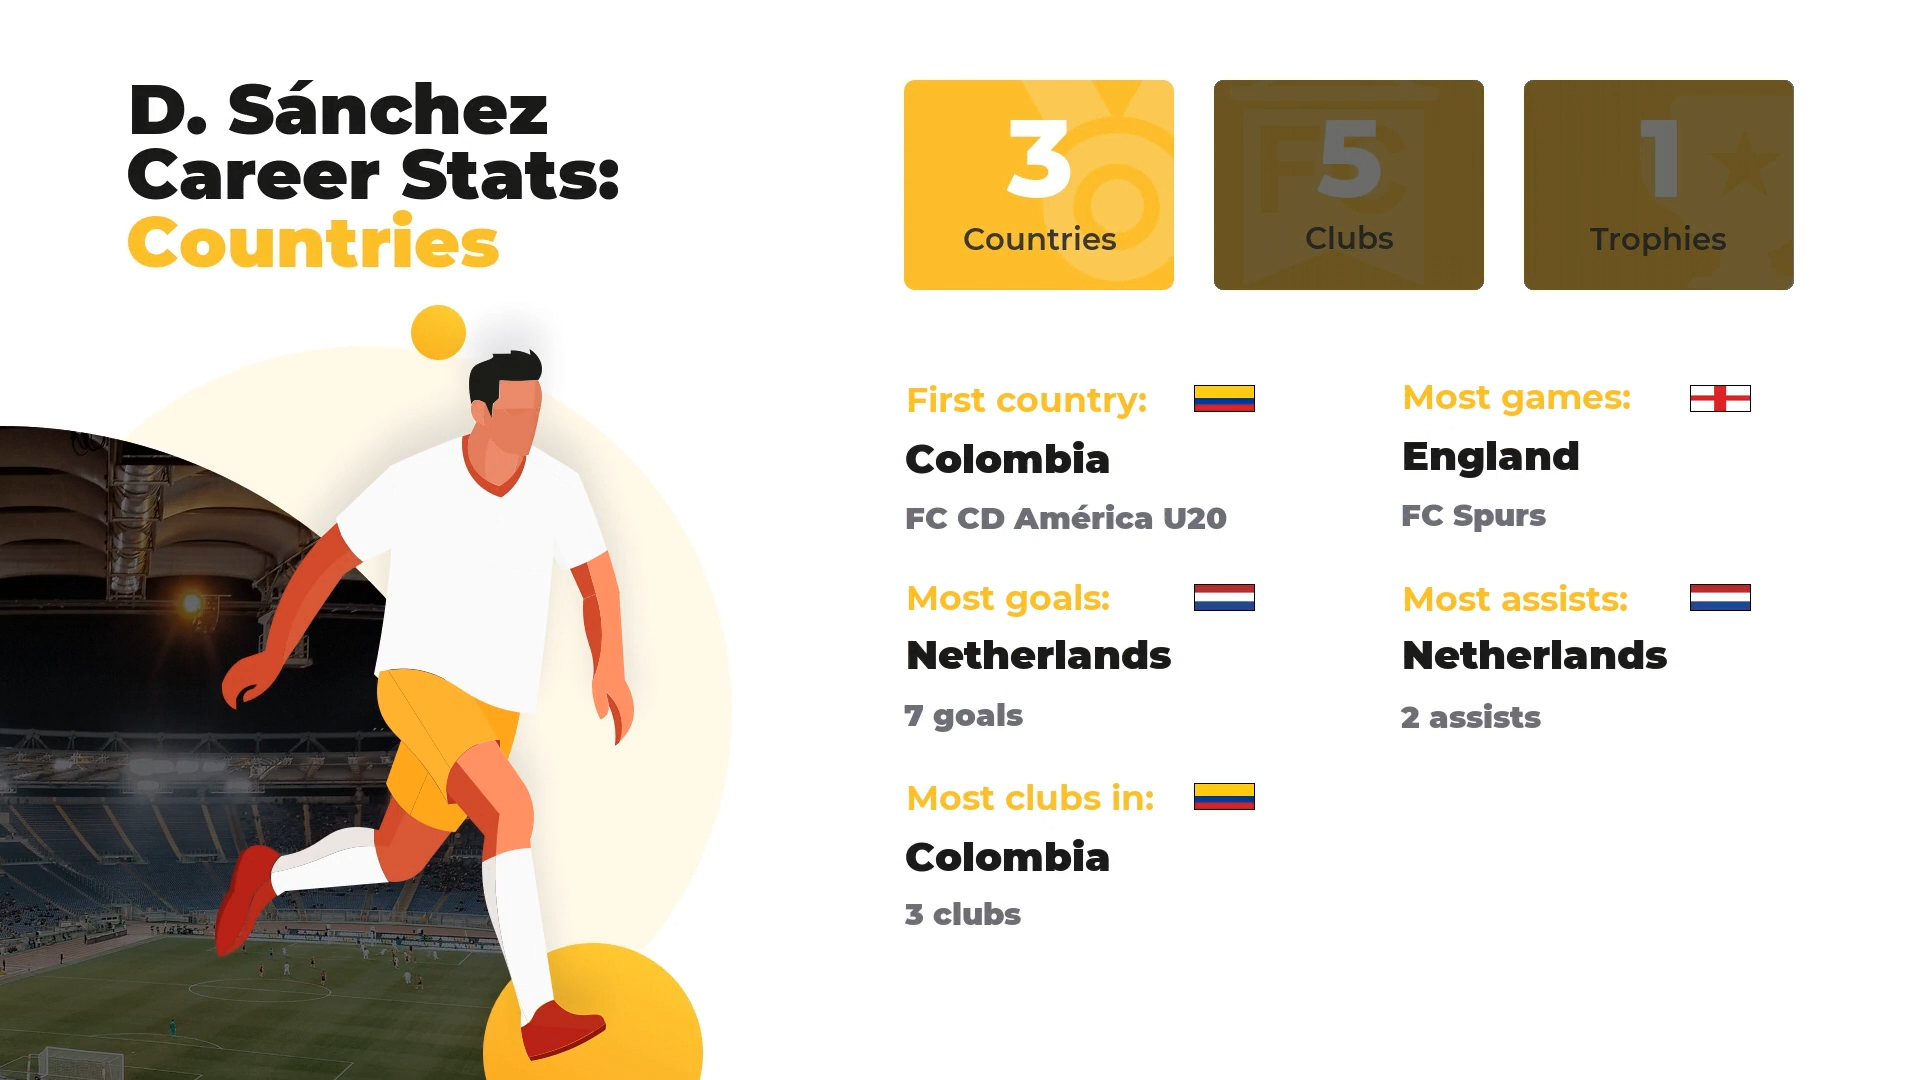 D. Sánchez
Career Stats:
Countries
3
Countries
FC
5
Clubs
1
Trophies
First country:
Colombia
FC CD América U20
Most games:
England
FC Spurs
Most goals:
Netherlands
7 goals
Most assists:
Netherlands
2 assists
Most clubs in:
Colombia
3 clubs